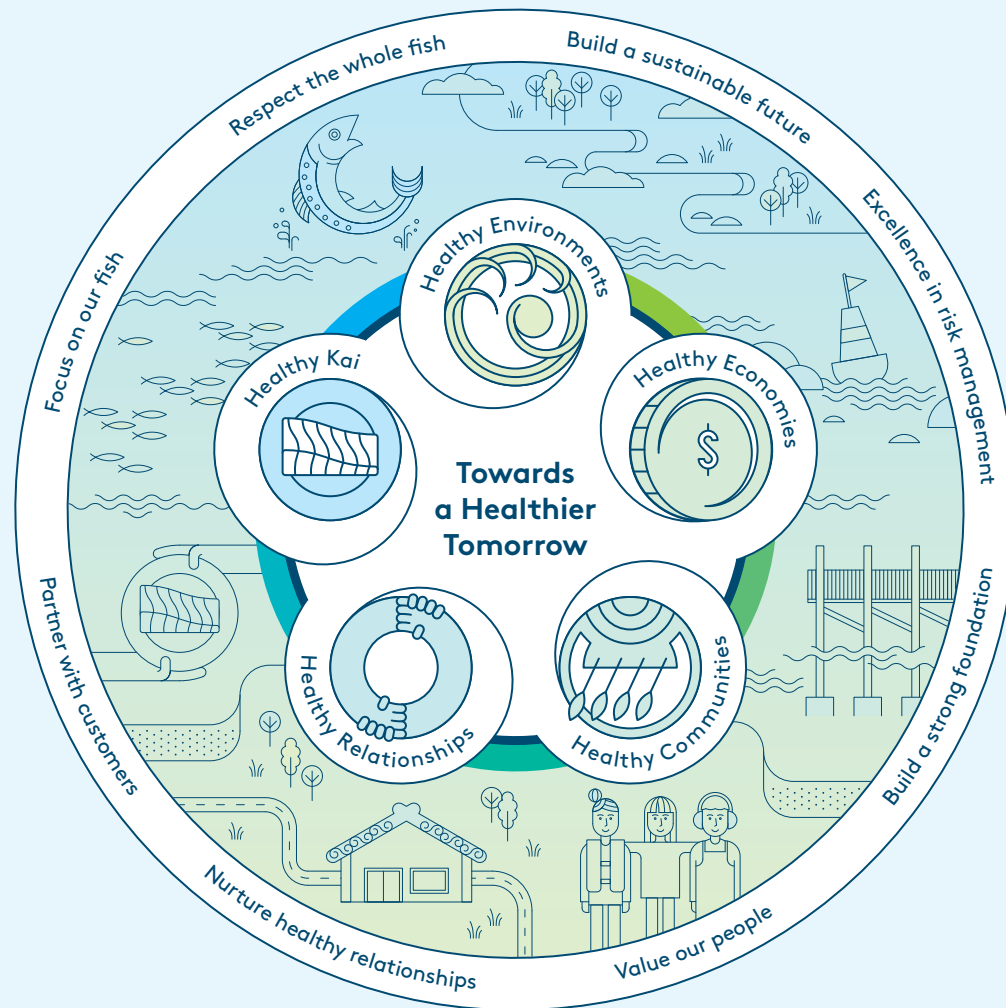 Respect the whole fish
Build a sustainable future
Excellence in risk management
Build a strong foundation
Value our people
Nurture healthy relationships
Partner with customers
Focus on our fish
Healthy Environments
Healthy Economies
$
Healthy Communities
Healthy Relationships
Healthy Kai
Towards
a Healthier
Tomorrow